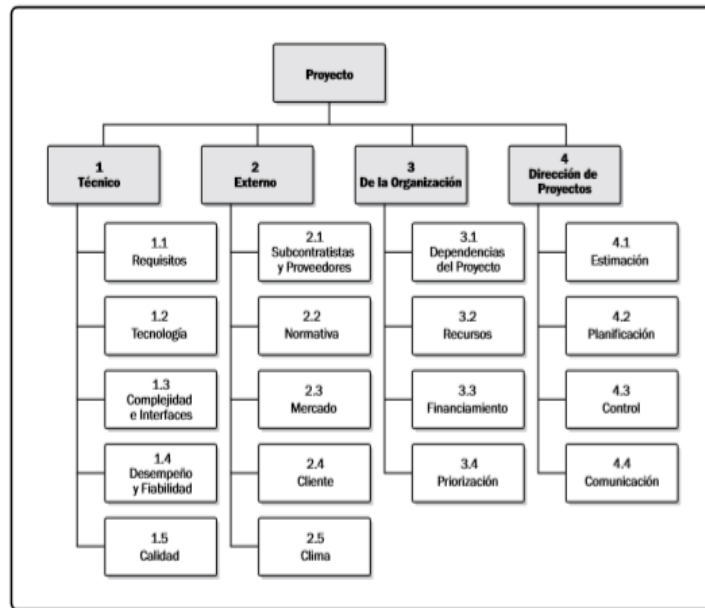 Proyecto
1
Técnico
2
Externo
3
De la Organización
4
Dirección de
Proyectos
1.1
Requisitos
1.2
Tecnología
1.3
Complejidad
e Interfaces
1.4
Desempeño
y Fiabilidad
1.5
Calidad
2.1
Subcontratistas
y Proveedores
2.2
Normativa
2.3
Mercado
2.4
Cliente
2.5
Clima
3.1
Dependencias
del Proyecto
3.2
Recursos
3.3
Financiamiento
3.4
Priorización
4.1
Estimación
4.2
Planificación
4.3
Control
4.4
Comunicación